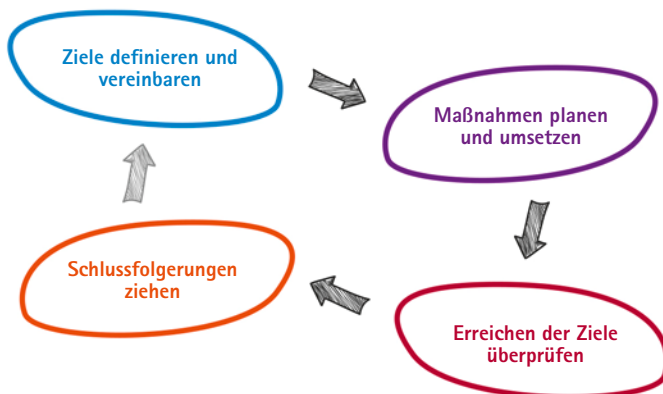 Ziele definieren und
vereinbaren
Maßnahmen planen
und umsetzen
Erreichen der Ziele
überprüfen
Schlussfolgerungen
ziehen